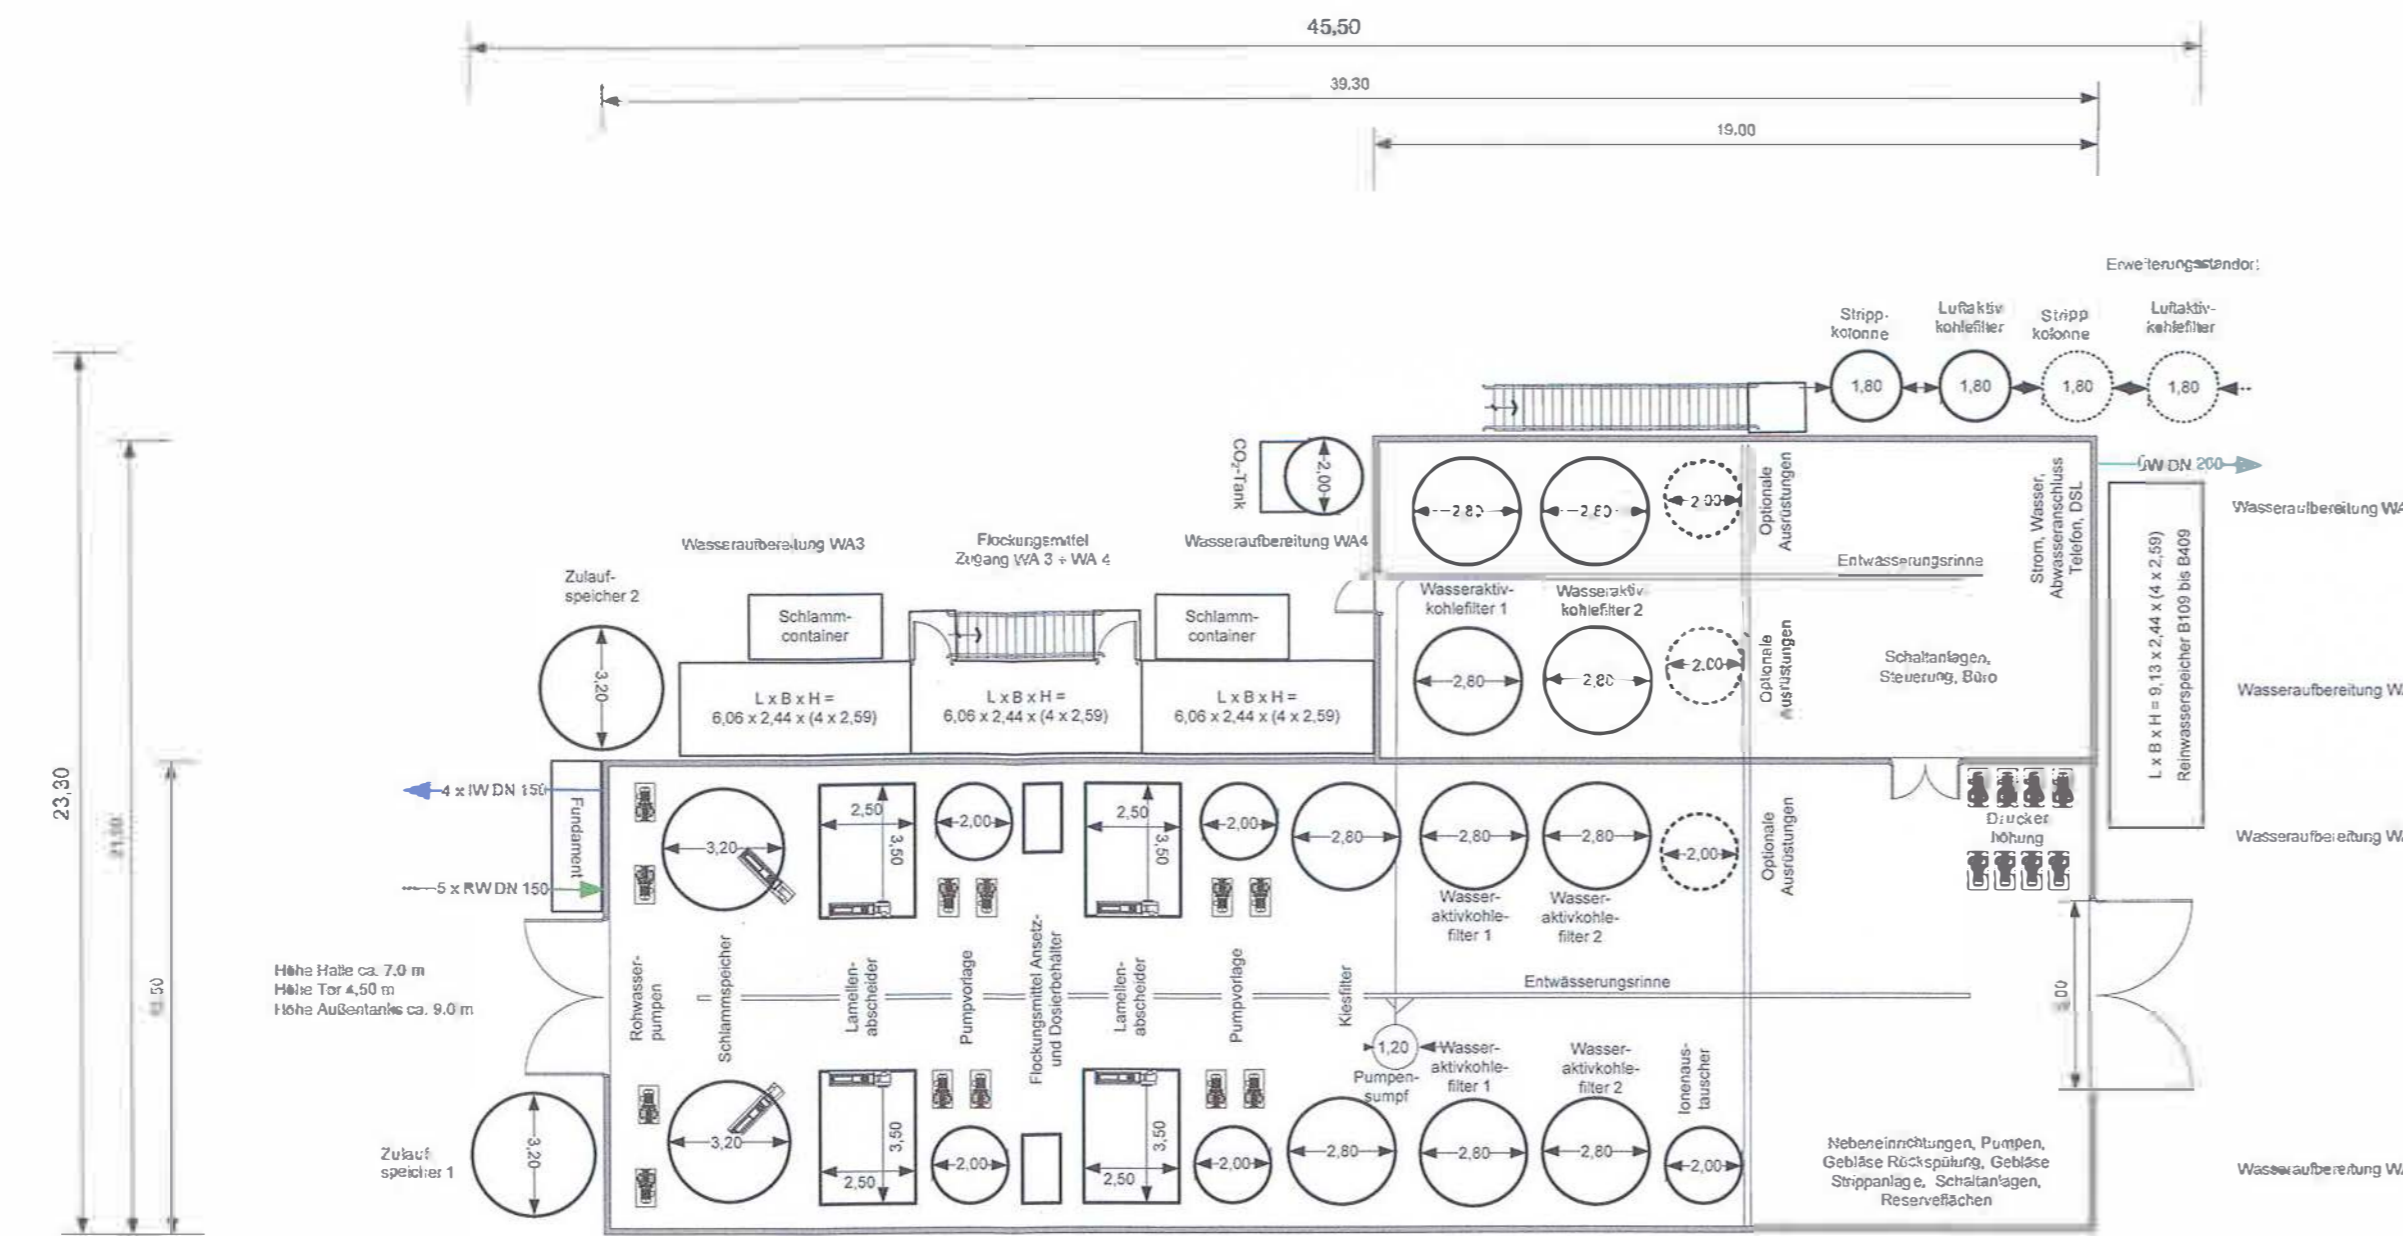 45,50
39,30
19,00
Erweiterungsstandort
Stripp-
kolonne
Luftaktiv
kohlefilter
Stripp
kolonne
Luftaktiv-
kohlefilter
1,80
1,80
1,80
1,80
CO₂-Tank
2,00
2,80
2,80
2,00
Optionale
Ausrüstungen
Strom, Wasser,
Abwasseranschluss
Telefon, DSL
DN 200
Entwässerungsrinne
L x B x H = 9,13 x 2,44 x (4 x 2,59)
Reinwasserspeicher B109 bis B409
Wasseraufbereitung
Wasseraufbereitung WA3
Flockungsmittel
Zugang WA 3 + WA 4
Wasseraufbereitung WA4
Zulauf-
speicher 2
3,20
Schlamm-
container
Schlamm-
container
L x B x H =
6,06 x 2,44 x (4 x 2,59)
L x B x H =
6,06 x 2,44 x (4 x 2,59)
L x B x H =
6,06 x 2,44 x (4 x 2,59)
Wasseraktiv-
kohlefilter 1
Wasseraktiv
kohlefilter 2
2,80
2,80
2,00
Optionale
Ausrüstungen
Schaltanlagen,
Steuerung, Büro
Wasseraufbereitung
23,30
4 x IW DN 150
5 x RW DN 150
Fundament
3,20
2,50
3,50
2,00
2,50
3,50
2,00
2,80
2,80
2,80
2,00
Optionale
Ausrüstungen
Drucker
höhung
Wasseraufbereitung
Wasser-
aktivkohle-
filter 1
Wasser-
aktivkohle-
filter 2
Höhe Halle ca. 7.0 m
Höhe Tor 4,50 m
Höhe Außentanks ca. 9.0 m
Rohwasser-
pumpen
Schlammspeicher
Lamellen-
abscheider
Pumpvorlage
Flockungsmittel Ansetz-
und Dosierbehälter
Lamellen-
abscheider
Pumpvorlage
Kiesfilter
Entwässerungsrinne
1,20
Pumpen-
sumpf
Wasser-
aktivkohle-
filter 1
Wasser-
aktivkohle-
filter 2
Ionenaus-
tauscher
Zulauf
speicher 1
3,20
3,20
2,50
3,50
2,00
2,50
3,50
2,00
2,80
2,80
2,80
2,00
Nebeneinrichtungen, Pumpen,
Gebläse Rückspülung, Gebläse
Strippanlage, Schaltanlagen,
Reserveflächen
Wasseraufbereitung